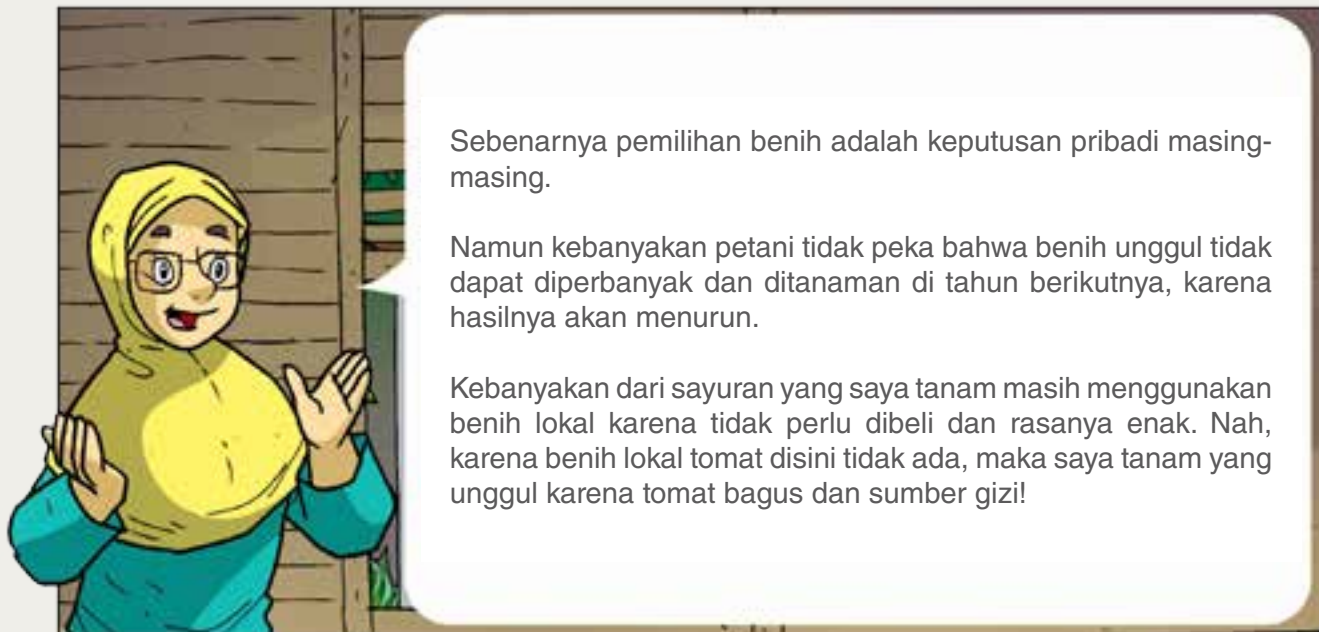 Sebenarnya pemilihan benih adalah keputusan pribadi masing-
masing.
Namun kebanyakan petani tidak peka bahwa benih unggul tidak
dapat diperbanyak dan ditanaman di tahun berikutnya, karena
hasilnya akan menurun.
Kebanyakan dari sayuran yang saya tanam masih menggunakan
benih lokal karena tidak perlu dibeli dan rasanya enak. Nah,
karena benih lokal tomat disini tidak ada, maka saya tanam yang
unggul karena tomat bagus dan sumber gizi!